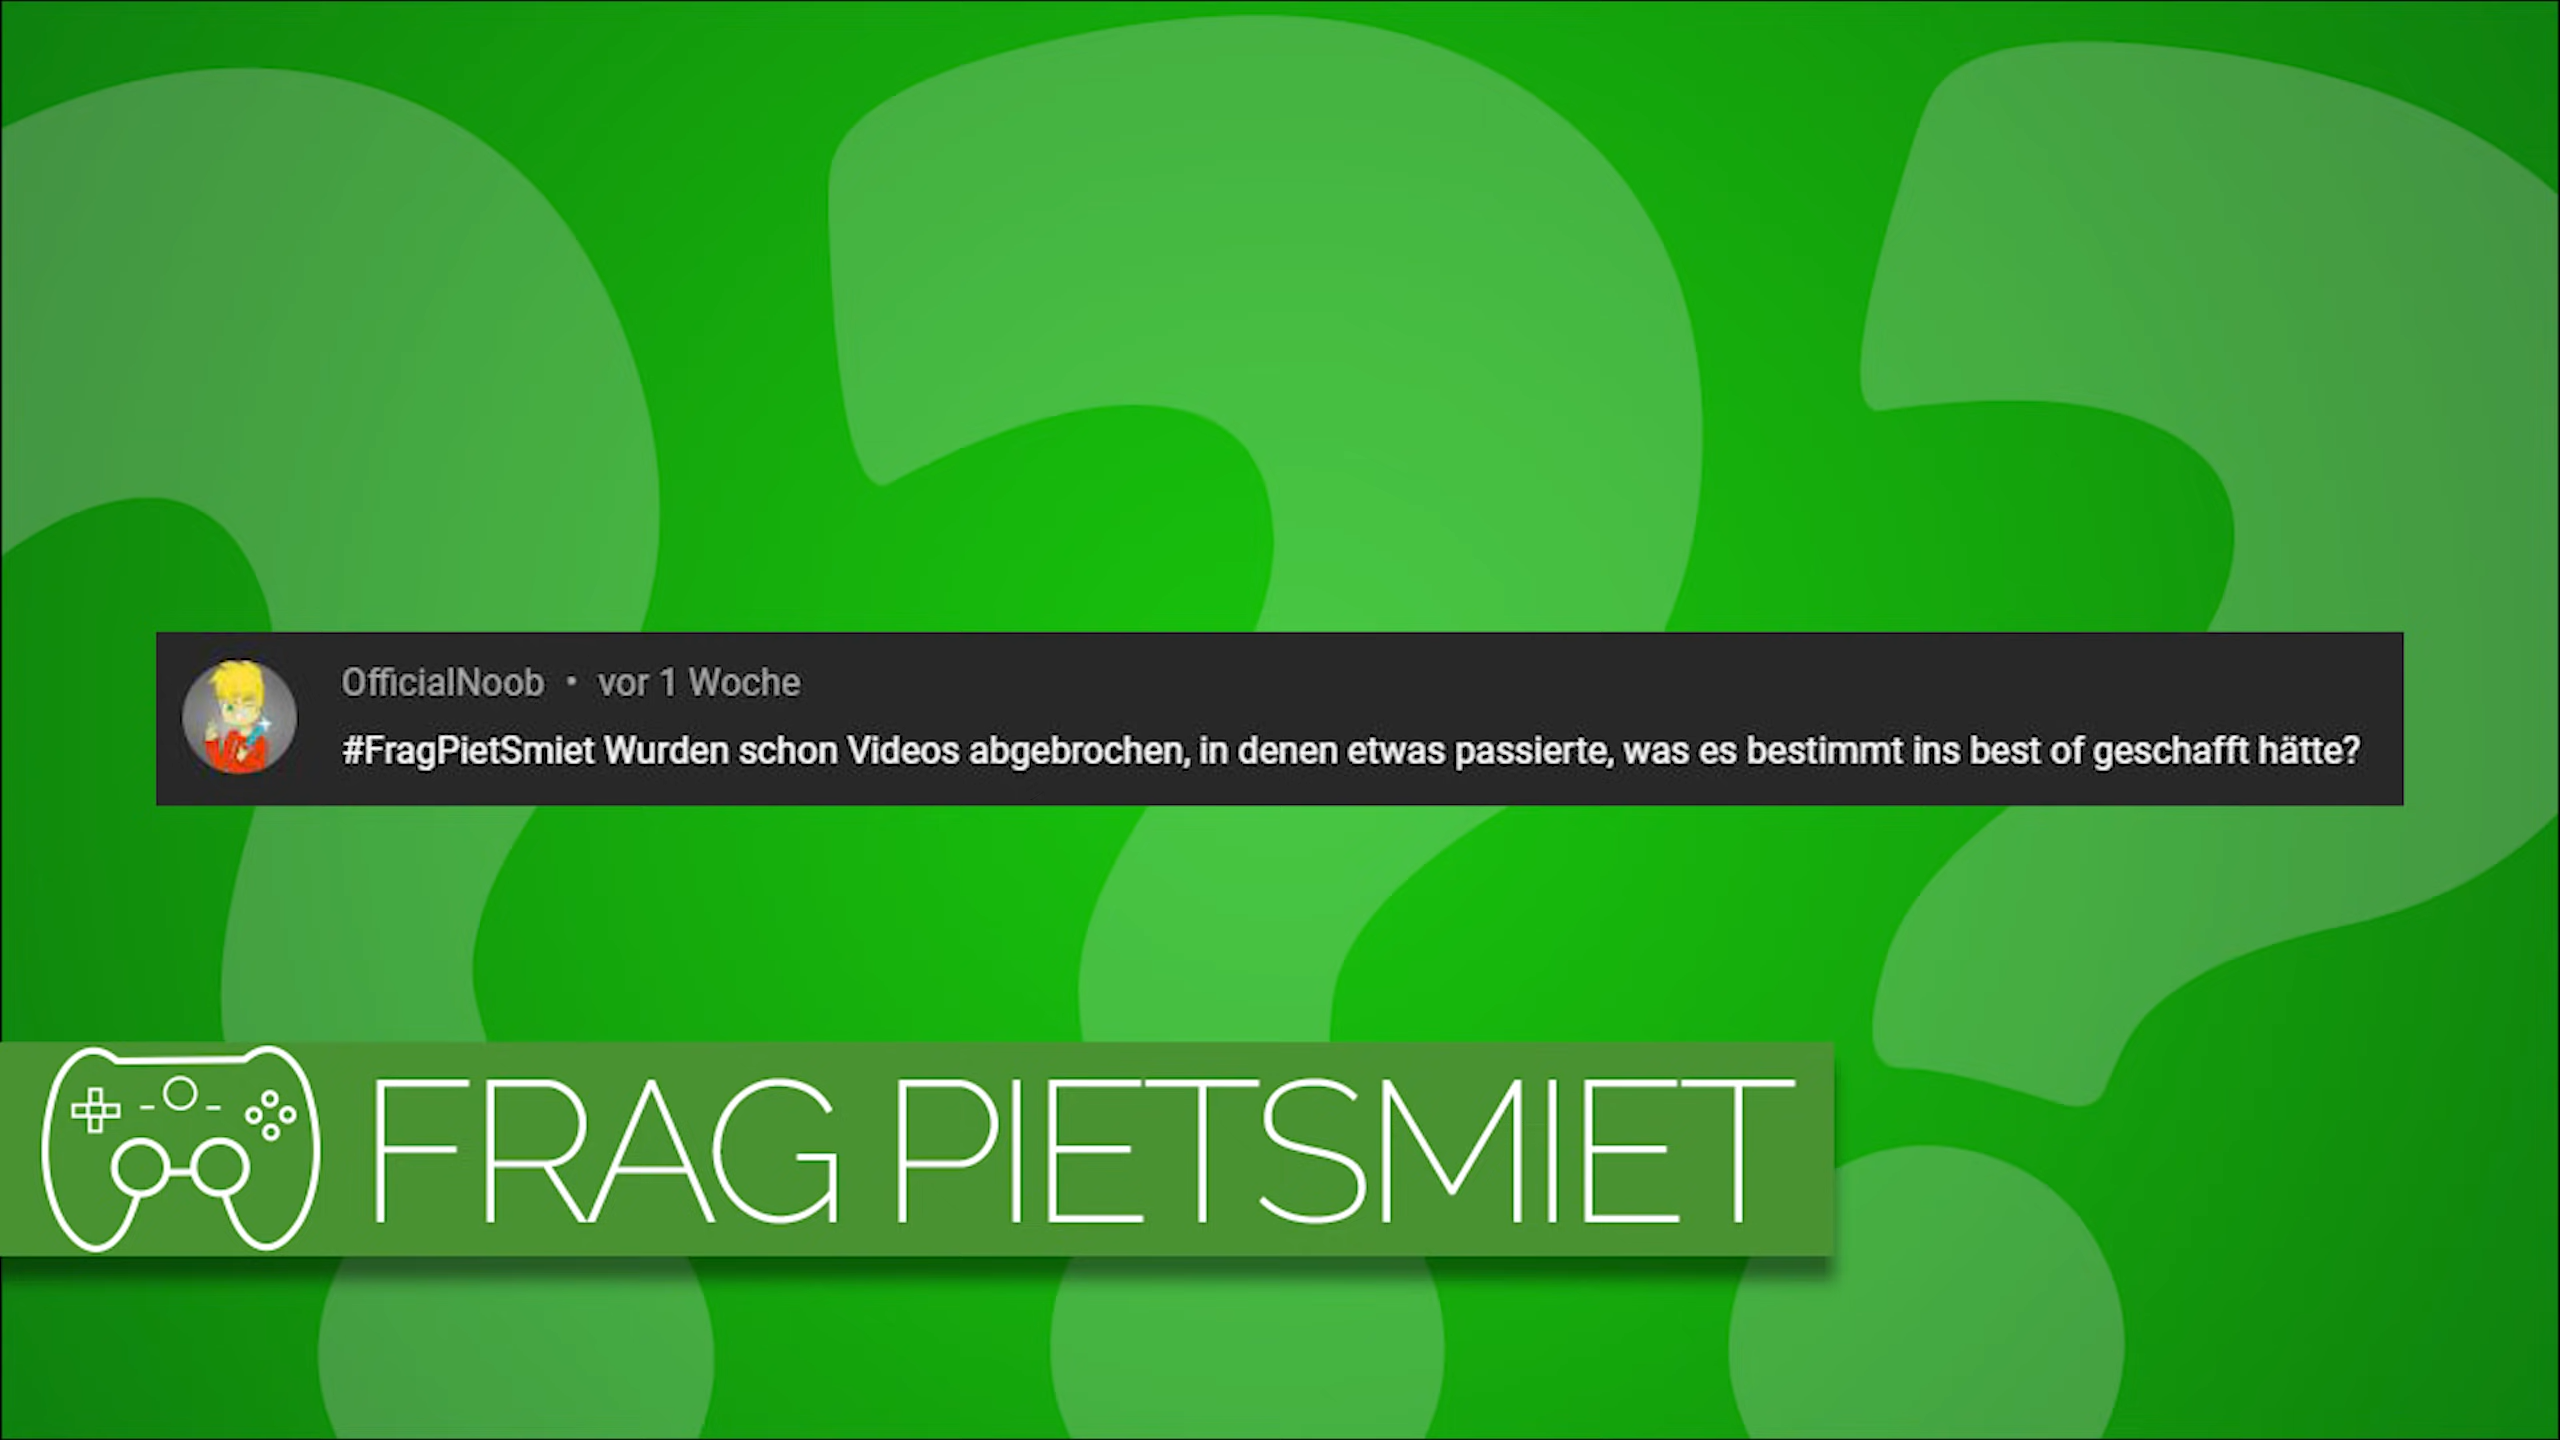 OfficialNoob • vor 1 Woche
#FragPietSmiet Wurden schon Videos abgebrochen, in denen etwas passierte, was es bestimmt ins best of geschafft hätte?
FRAG PIETSMIET